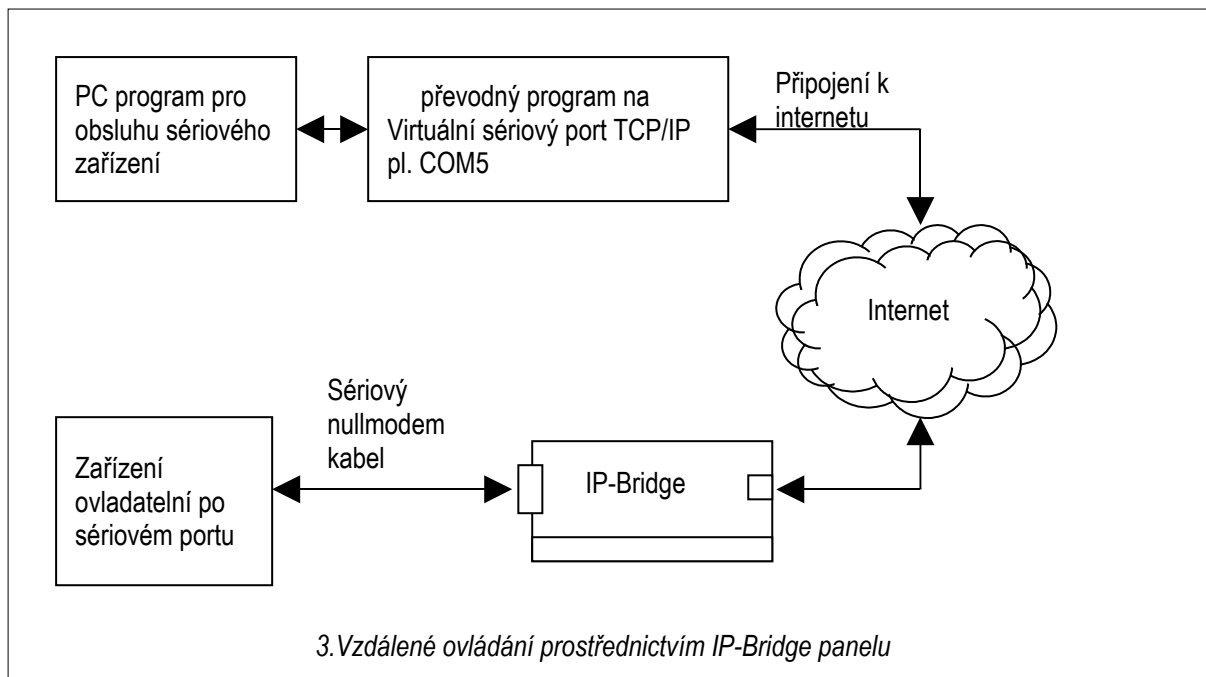 PC program pro
obsluhu sériového
zařízení
převodný program na
Virtuální sériový port TCP/IP
pl. COM5
Připojení k
internetu
Internet
Sériový
nullmodem
kabel
Zařízení
ovladatelní po
sériovém portu
IP-Bridge
3.Vzdálené ovládání prostřednictvím IP-Bridge panelu